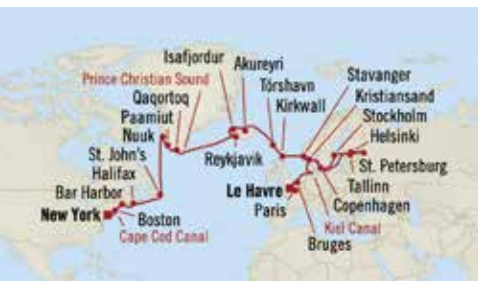 Isafjordur
Akureyri
Prince Christian Sound
Qaqortoq
Paamiut
Nuuk
St. John's
Halifax
Bar Harbor
New York
Boston
Cape Cod Canal
Reykjavik
Tórshavn
Kirkwall
Stavanger
Kristiansand
Stockholm
Helsinki
St. Petersburg
Tallinn
Copenhagen
Le Havre
Paris
Kiel Canal
Bruges